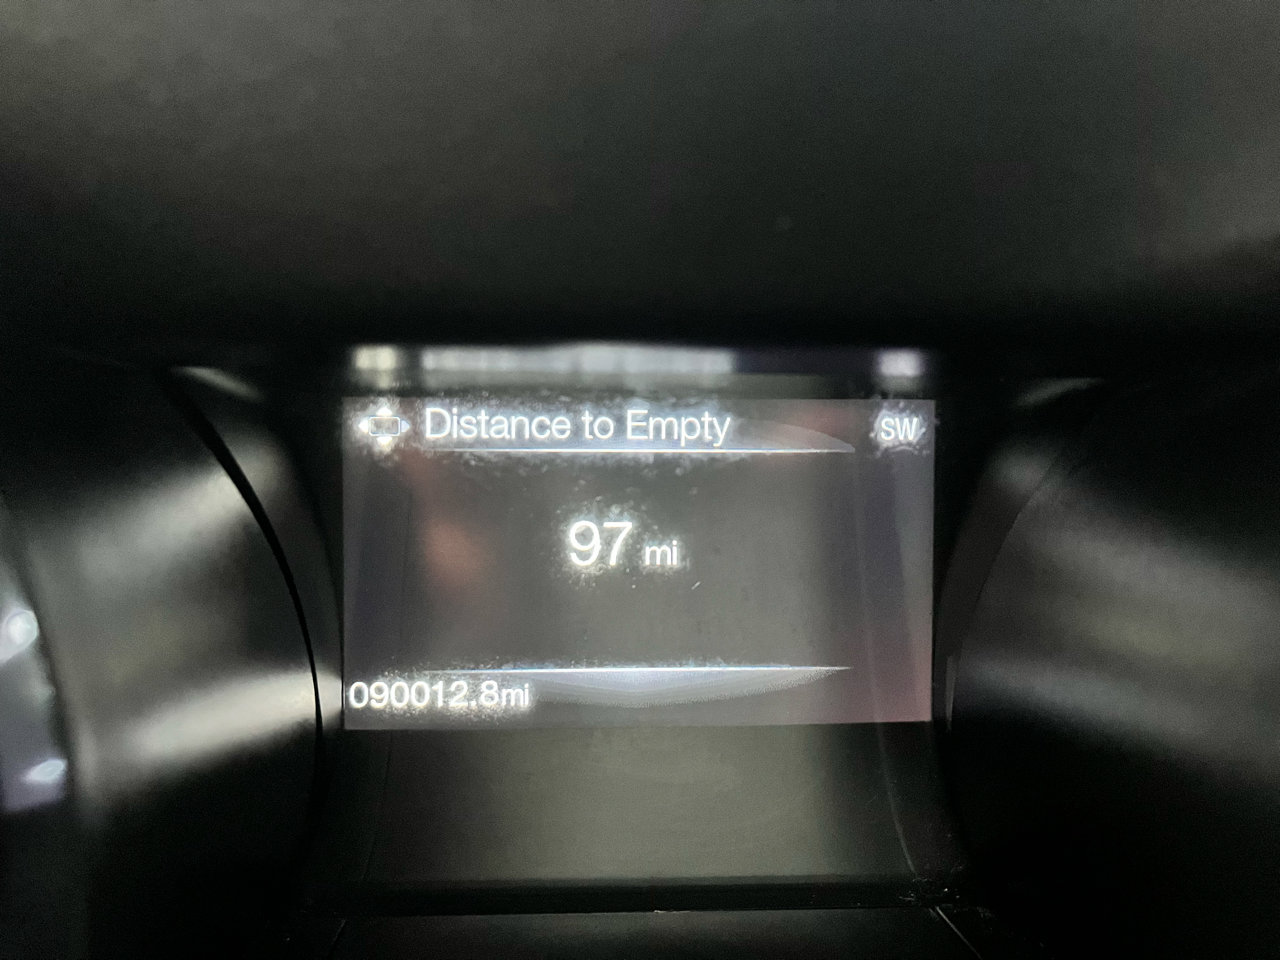 Distance to Empty SW
97 mi
090012.8mi